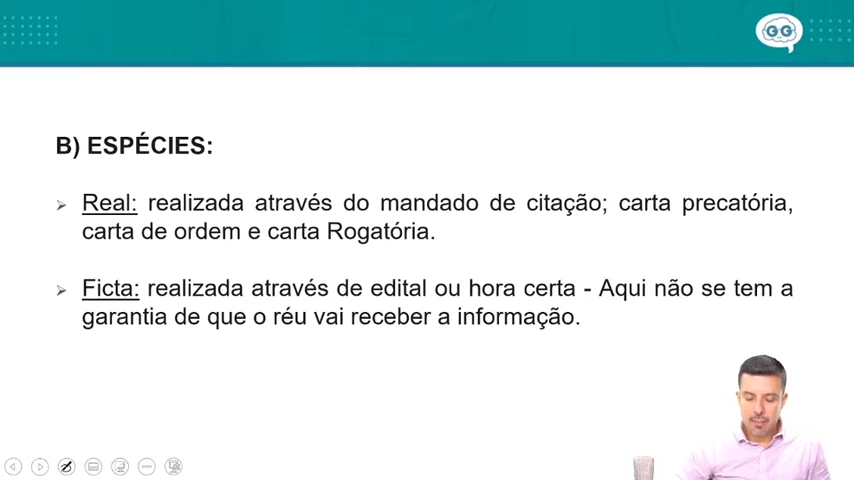 GG
B) ESPÉCIES:
Real: realizada através do mandado de citação; carta precatória,
carta de ordem e carta Rogatória.
Ficta: realizada através de edital ou hora certa - Aqui não se tem a
garantia de que o réu vai receber a informação.